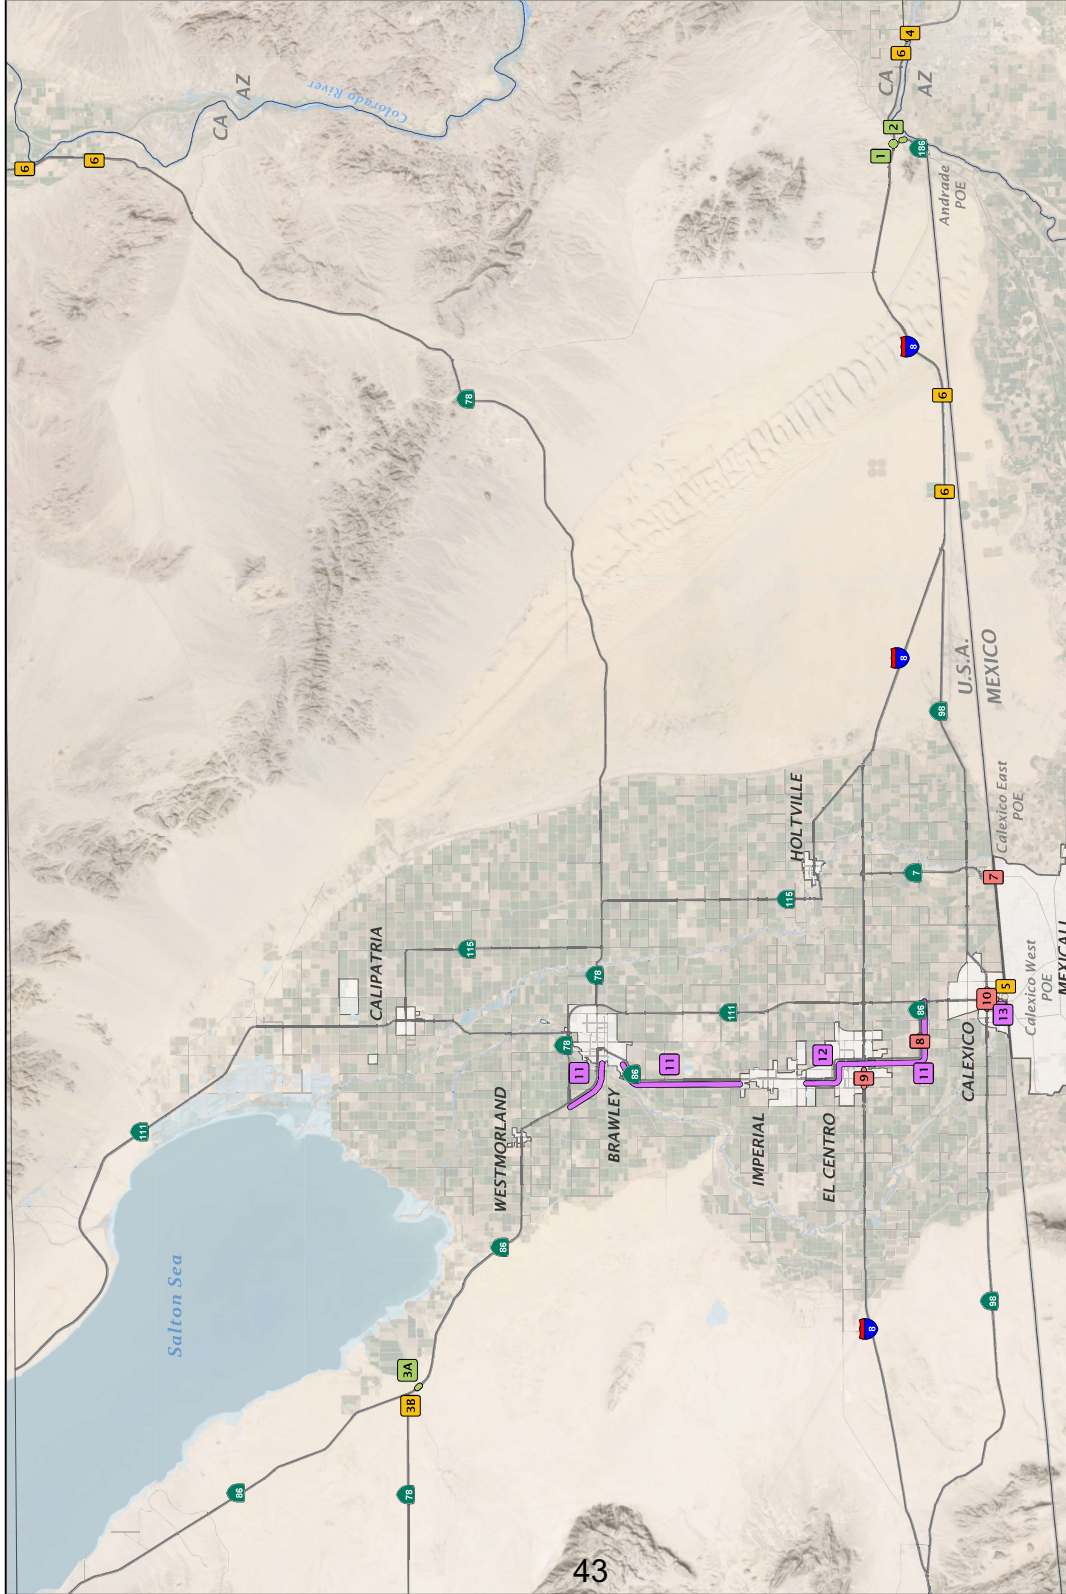 6
6
CA
AZ
Colorado River
4
6
CA
AZ
2
1
186
Andrade
POE
8
78
6
6
8
U.S.A.
MEXICO
98
HOLTVILLE
Calexico East
POE
7
7
115
CALIPATRIA
115
78
111
Calexico West
POE
MEXICALI
5
10
13
86
8
11
CALEXICO
12
9
78
11
86
11
BRAWLEY
WESTMORLAND
IMPERIAL
EL CENTRO
111
86
Salton Sea
98
8
3A
3B
86
78
43